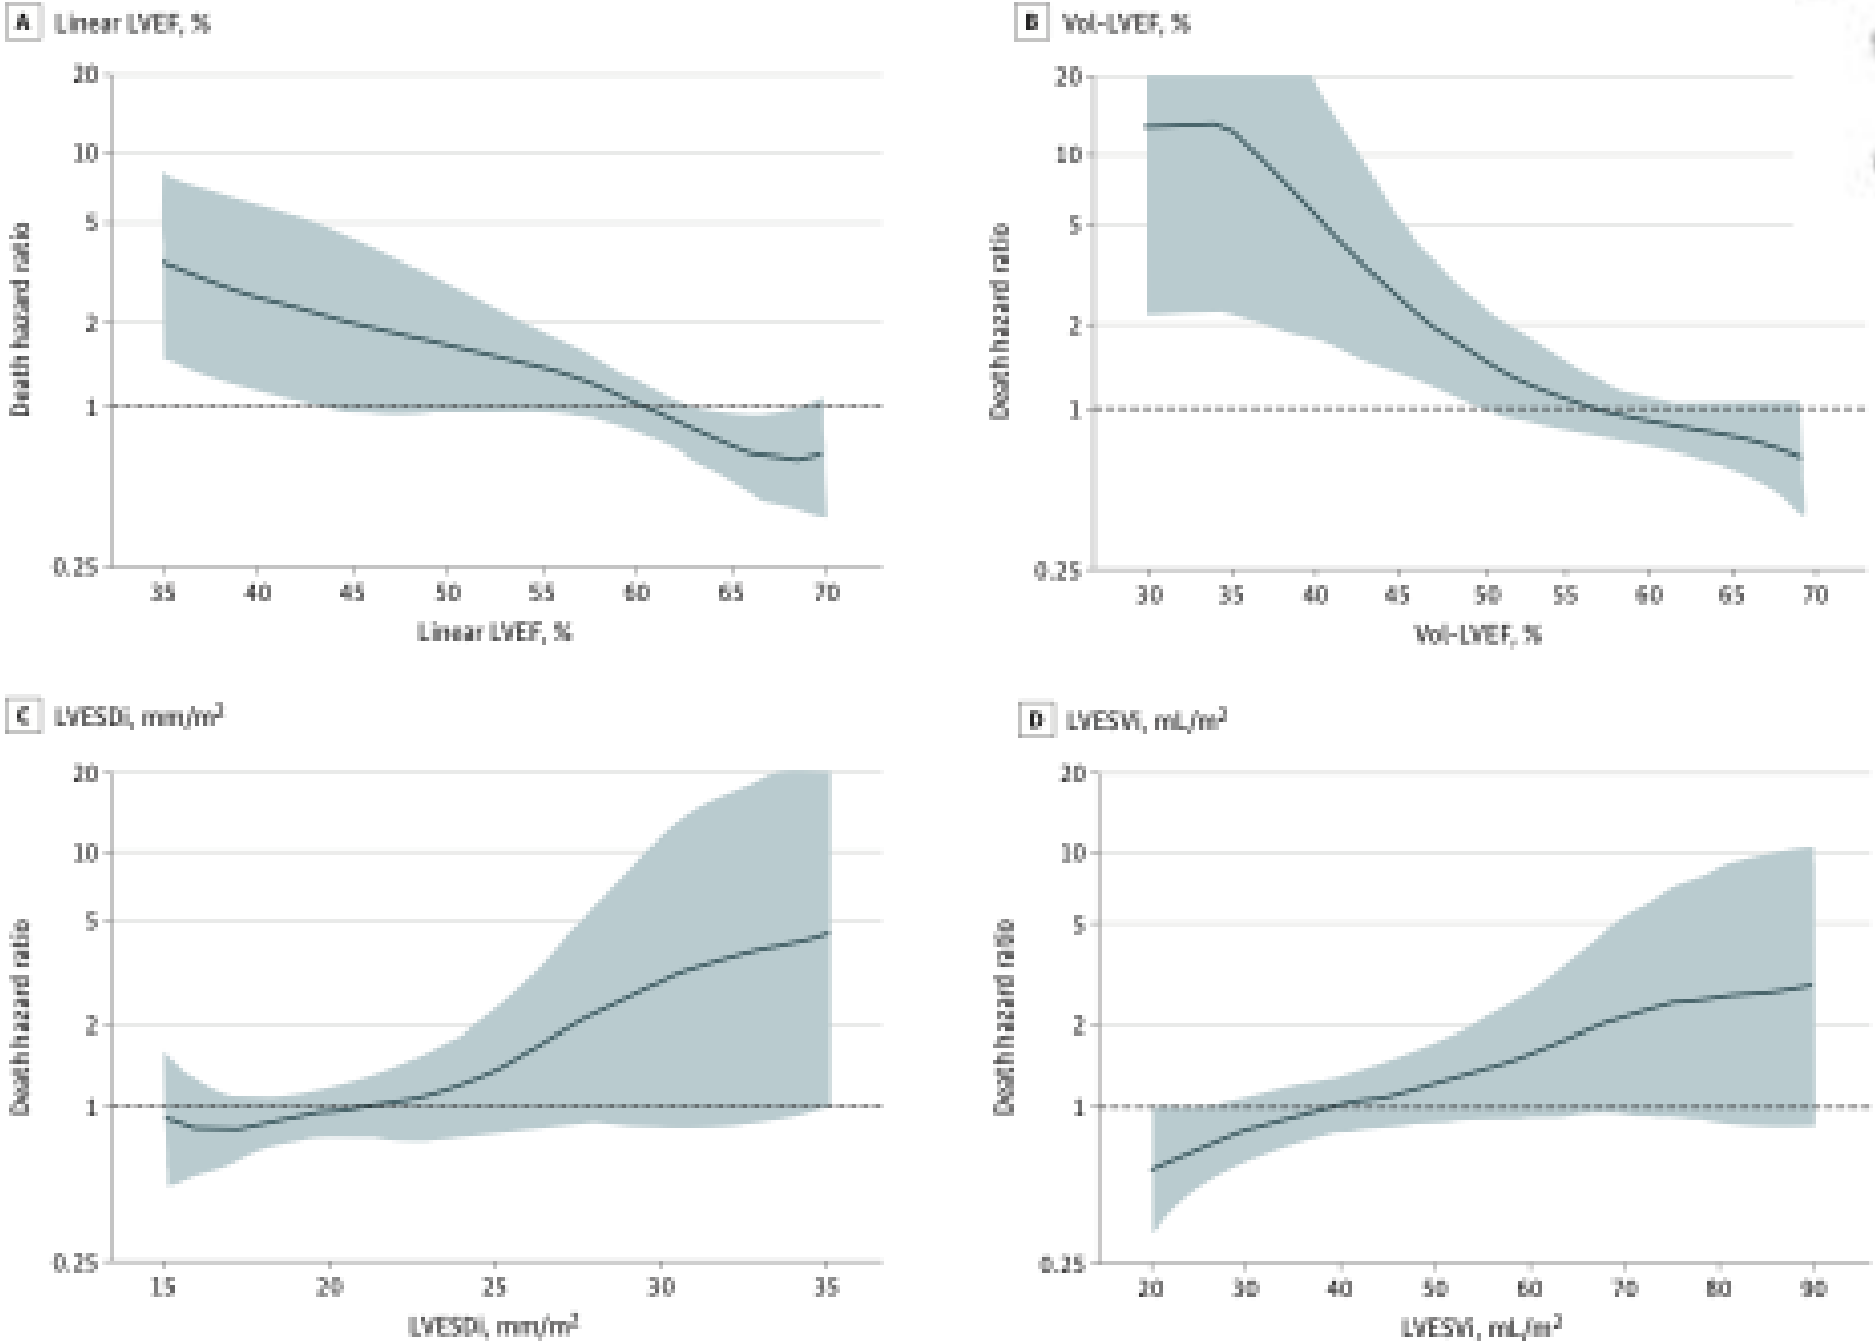 A Linear LVEF, %
20
10
5
2
1
0.25
Death hazard ratio
35 40 45 50 55 60 65 70
Linear LVEF, %
B Vol-LVEF, %
20
10
5
2
1
0.25
Death hazard ratio
30 35 40 45 50 55 60 65 70
Vol-LVEF, %
C LVESDi, mm/m²
20
10
5
2
1
0.25
Death hazard ratio
15 20 25 30 35
LVESDi, mm/m²
D LVESVi, mL/m²
20
10
5
2
1
0.25
Death hazard ratio
20 30 40 50 60 70 80 90
LVESVi, mL/m²